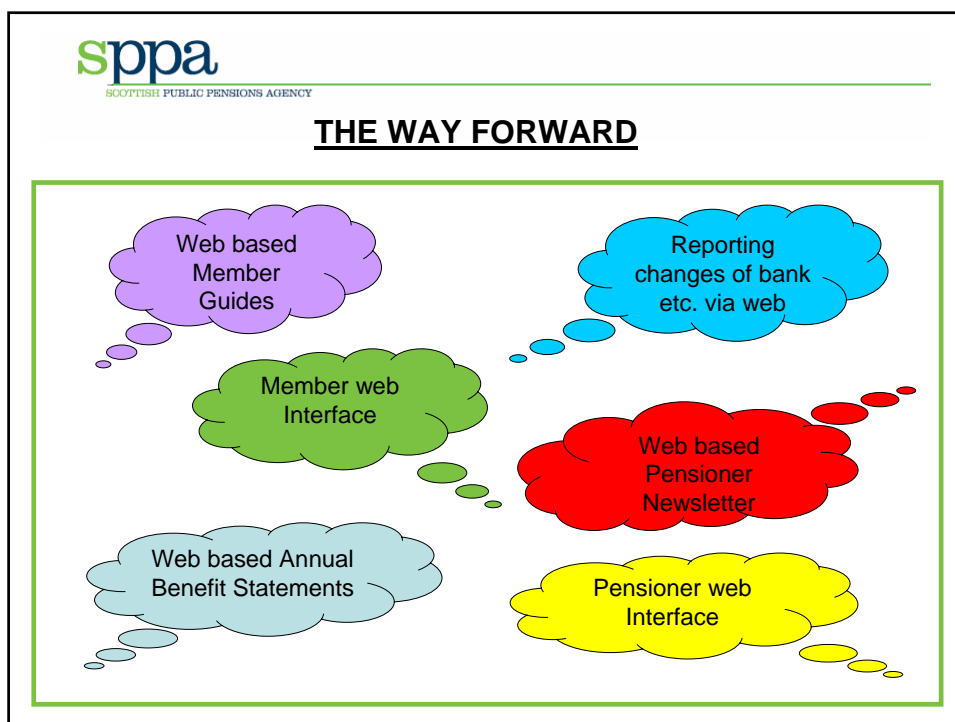 sppa
SCOTTISH PUBLIC PENSIONS AGENCY
THE WAY FORWARD
Web based
Member
Guides
Reporting
changes of bank
etc. via web
Member web
Interface
Web based
Pensioner
Newsletter
Web based Annual
Benefit Statements
Pensioner web
Interface